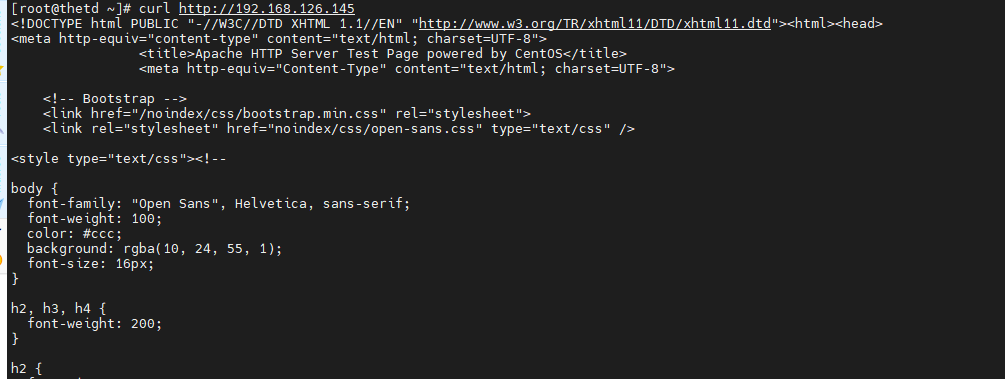 [root@thetd ~]# curl http://192.168.126.145
<!DOCTYPE html PUBLIC "-//W3C//DTD XHTML 1.1//EN" "http://www.w3.org/TR/xhtml11/DTD/xhtml11.dtd"><html><head>
<meta http-equiv="content-type" content="text/html; charset=UTF-8">
<title>Apache HTTP Server Test Page powered by CentOS</title>
<meta http-equiv="Content-Type" content="text/html; charset=UTF-8">
<!-- Bootstrap -->
<link href="/noindex/css/bootstrap.min.css" rel="stylesheet">
<link rel="stylesheet" href="noindex/css/open-sans.css" type="text/css" />
<style type="text/css"><!--
body {
font-family: "Open Sans", Helvetica, sans-serif;
font-weight: 100;
color: #ccc;
background: rgba(10, 24, 55, 1);
font-size: 16px;
}
h2, h3, h4 {
font-weight: 200;
}
h2 {